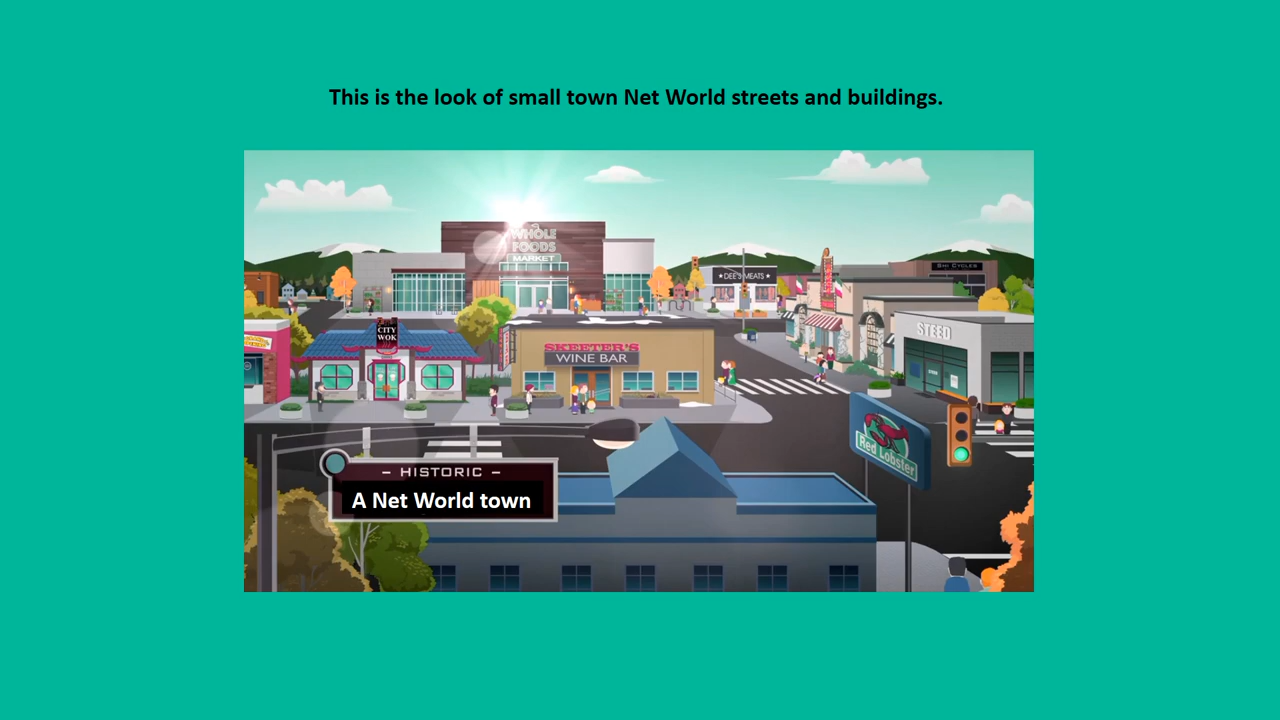 This is the look of small town Net World streets and buildings.
WHOLE
FOODS
MARKET
★DEE'S MEATS★
SHI CYCLES
CITY
WOK
SKEETER'S
WINE BAR
STEED
Red Lobster
– HISTORIC –
A Net World town